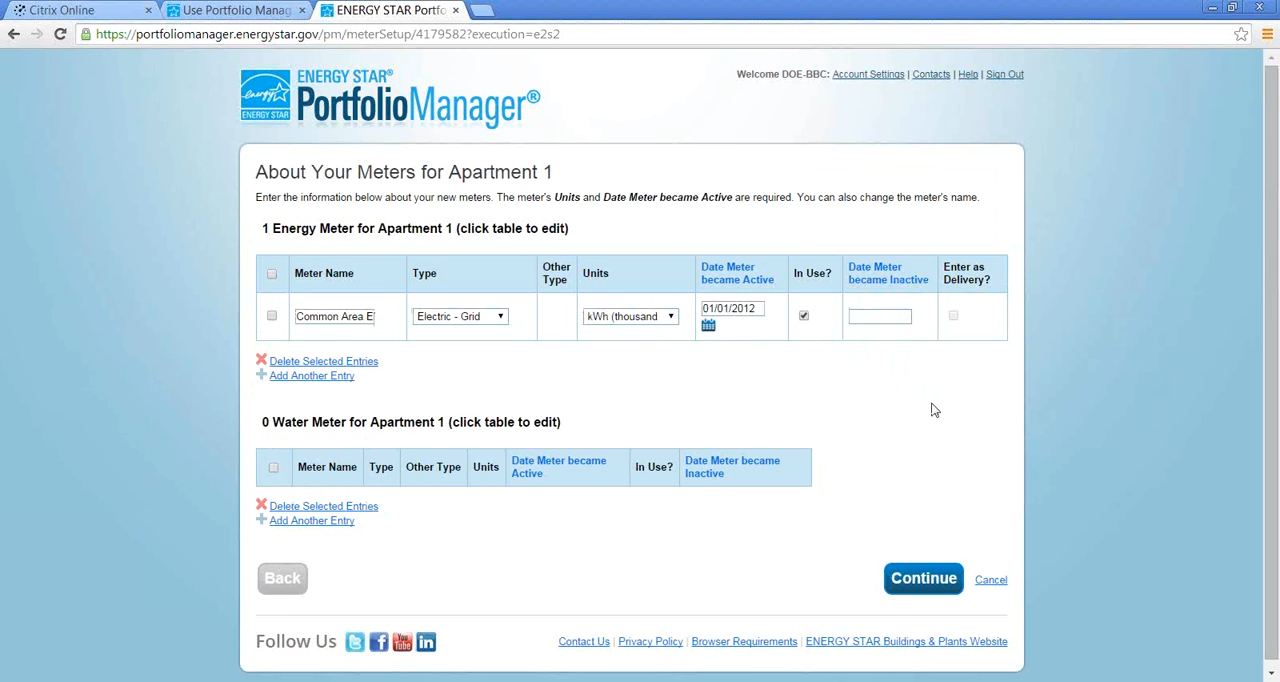 Citrix Online
Use Portfolio Manag
ENERGY STAR Portfo
https://portfoliomanager.energystar.gov/pm/meterSetup/4179582?execution=e2s2
ENERGY STAR
ENERGY STAR®
PortfolioManager®
Welcome DOE-BBC: Account Settings | Contacts | Help | Sign Out
About Your Meters for Apartment 1
Enter the information below about your new meters. The meter's Units and Date Meter became Active are required. You can also change the meter's name.
1 Energy Meter for Apartment 1 (click table to edit)
Meter Name Type Other Type Units Date Meter became Active In Use? Date Meter became Inactive Enter as Delivery?
Common Area E Electric - Grid kWh (thousand 01/01/2012
Delete Selected Entries
Add Another Entry
0 Water Meter for Apartment 1 (click table to edit)
Meter Name Type Other Type Units Date Meter became Active In Use? Date Meter became Inactive
Delete Selected Entries
Add Another Entry
Back
Continue Cancel
Follow Us You Tube in
Contact Us | Privacy Policy | Browser Requirements | ENERGY STAR Buildings & Plants Website